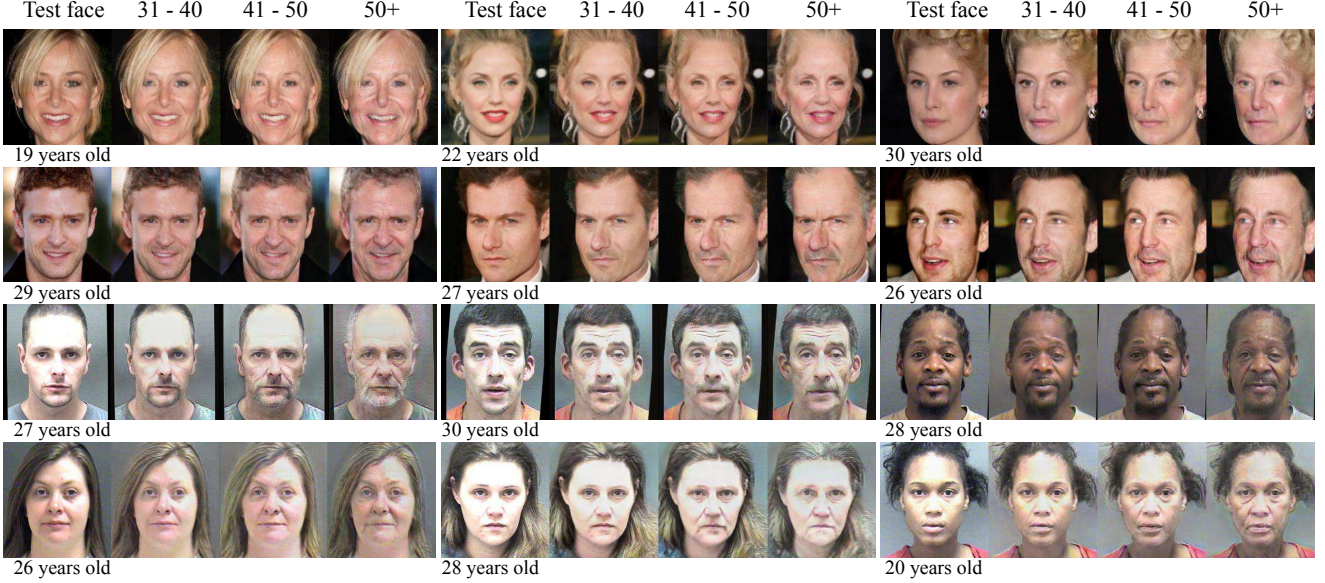 Test face 31 - 40 41 - 50 50+ Test face 31 - 40 41 - 50 50+ Test face 31 - 40 41 - 50 50+
19 years old 22 years old 30 years old
29 years old 27 years old 26 years old
27 years old 30 years old 28 years old
26 years old 28 years old 20 years old